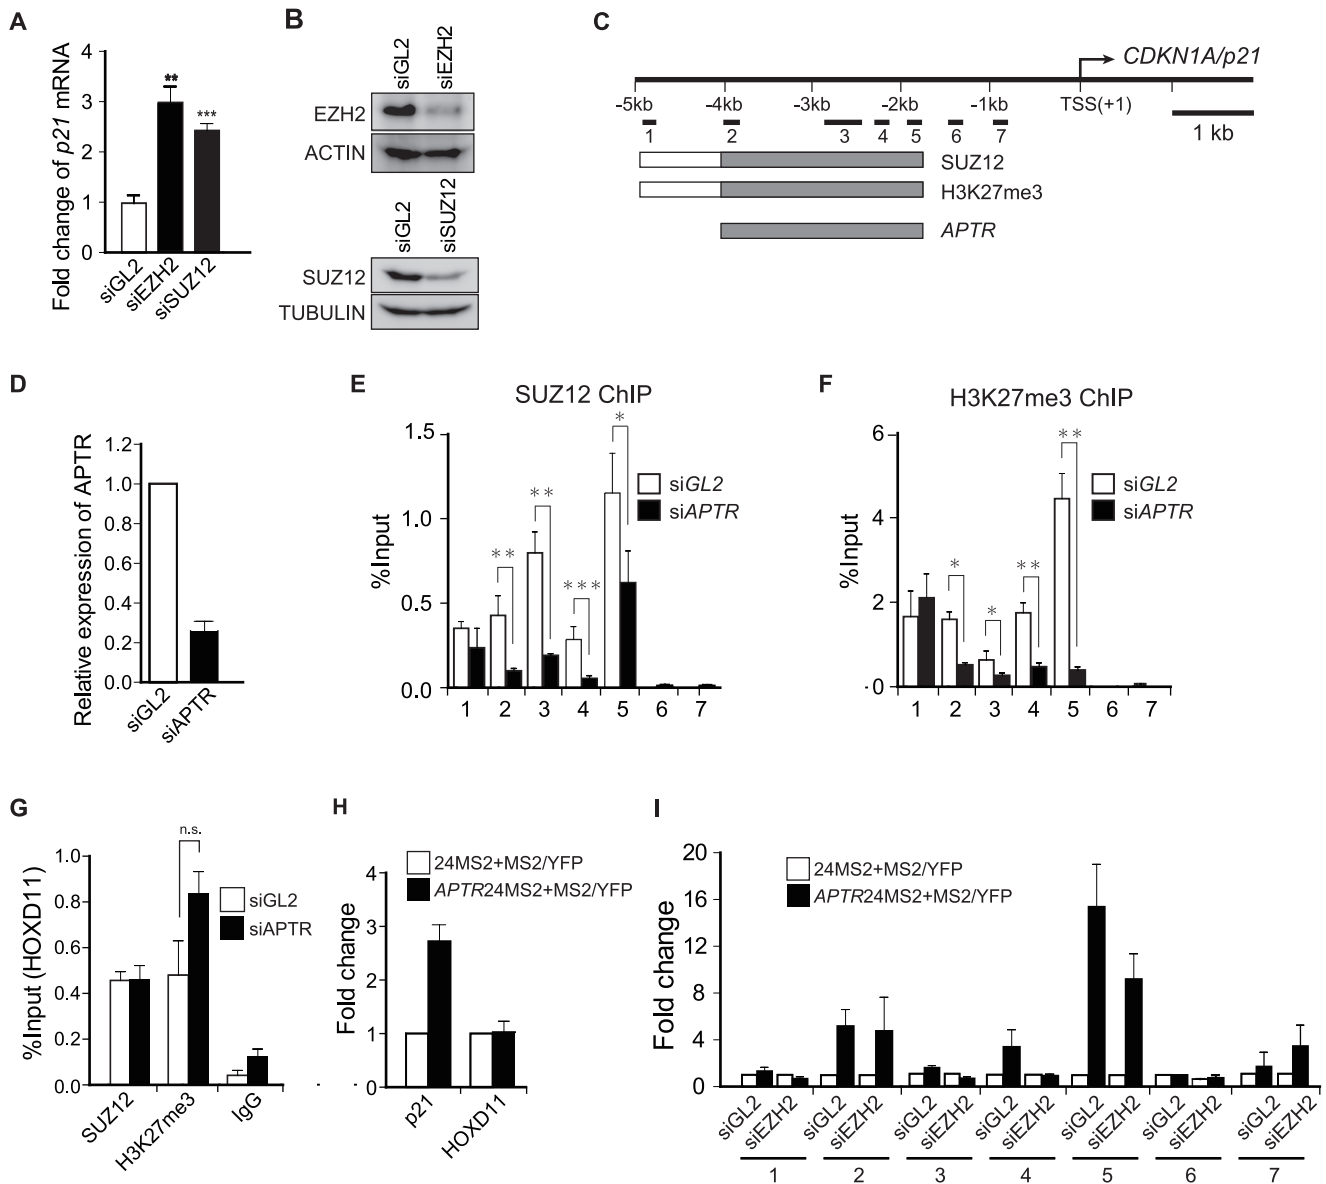 A
Fold change of p21 mRNA
4
3
2
1
0
**
***
siGL2
siEZH2
siSUZ12
B
siGL2
siEZH2
EZH2
ACTIN
siGL2
siSUZ12
SUZ12
TUBULIN
C
CDKN1A/p21
-5kb
-4kb
-3kb
-2kb
-1kb
TSS(+1)
1 kb
1
2
3
4
5
6
7
SUZ12
H3K27me3
APTR
D
Relative expression of APTR
1.2
1.0
0.8
0.6
0.4
0.2
0.0
siGL2
siAPTR
E
SUZ12 ChIP
%Input
1.5
1.0
0.5
0.0
**
**
***
*
siGL2
siAPTR
1 2 3 4 5 6 7
F
H3K27me3 ChIP
%Input
6
4
2
0
*
*
**
**
siGL2
siAPTR
1 2 3 4 5 6 7
G
%Input (HOXD11)
1.0
0.8
0.6
0.4
0.2
0.0
n.s.
siGL2
siAPTR
SUZ12
H3K27me3
IgG
H
Fold change
4
3
2
1
0
24MS2+MS2/YFP
APTR24MS2+MS2/YFP
p21
HOXD11
I
Fold change
20
16
12
8
4
0
24MS2+MS2/YFP
APTR24MS2+MS2/YFP
siGL2 siEZH2 siGL2 siEZH2 siGL2 siEZH2 siGL2 siEZH2 siGL2 siEZH2 siGL2 siEZH2 siGL2 siEZH2
1 2 3 4 5 6 7